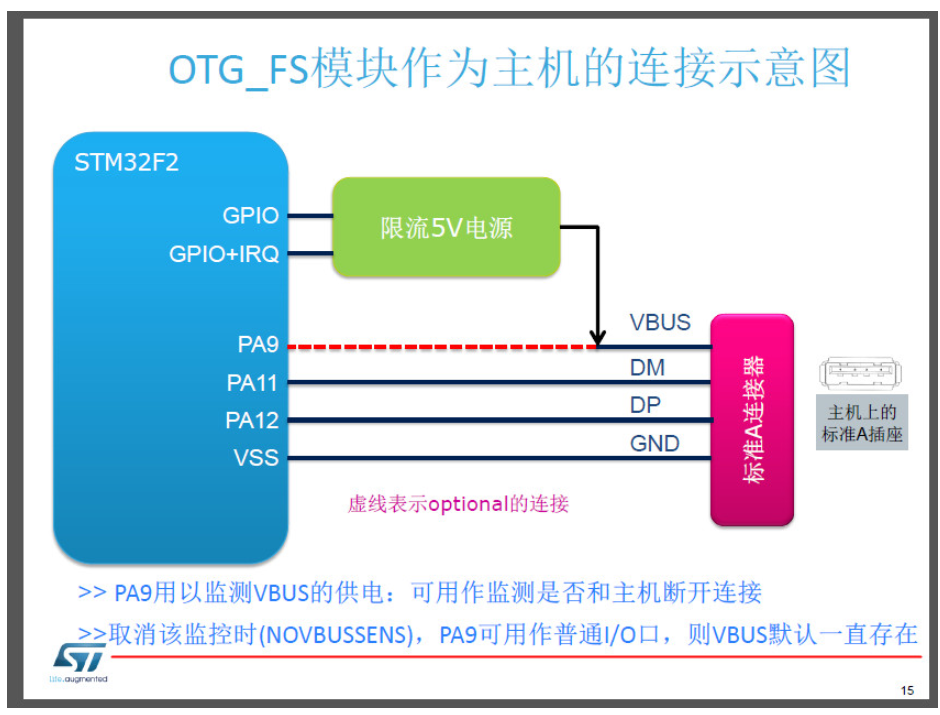 OTG_FS模块作为主机的连接示意图
STM32F2
GPIO
GPIO+IRQ
限流5V电源
PA9
PA11
PA12
VSS
VBUS
DM
DP
GND
标准A连接器
主机上的
标准A插座
虚线表示optional的连接
>> PA9用以监测VBUS的供电：可用作监测是否和主机断开连接
>>取消该监控时(NOVBUSSENS)，PA9可用作普通I/O口，则VBUS默认一直存在
ST
life.augmented
15